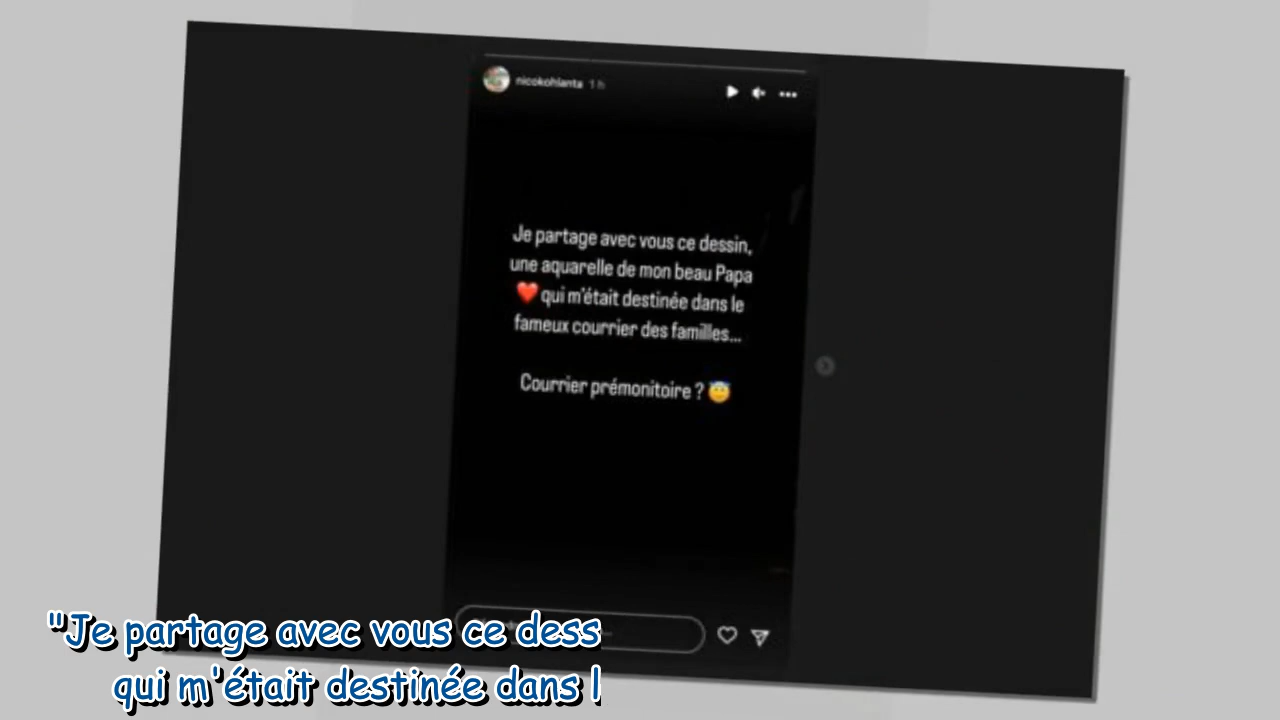 nicokohlanta 1 h
Je partage avec vous ce dessin,
une aquarelle de mon beau Papa
❤️ qui m'était destinée dans le
fameux courrier des familles...
Courrier prémonitoire ? 😇
"Je partage avec vous ce dess
qui m'était destinée dans l